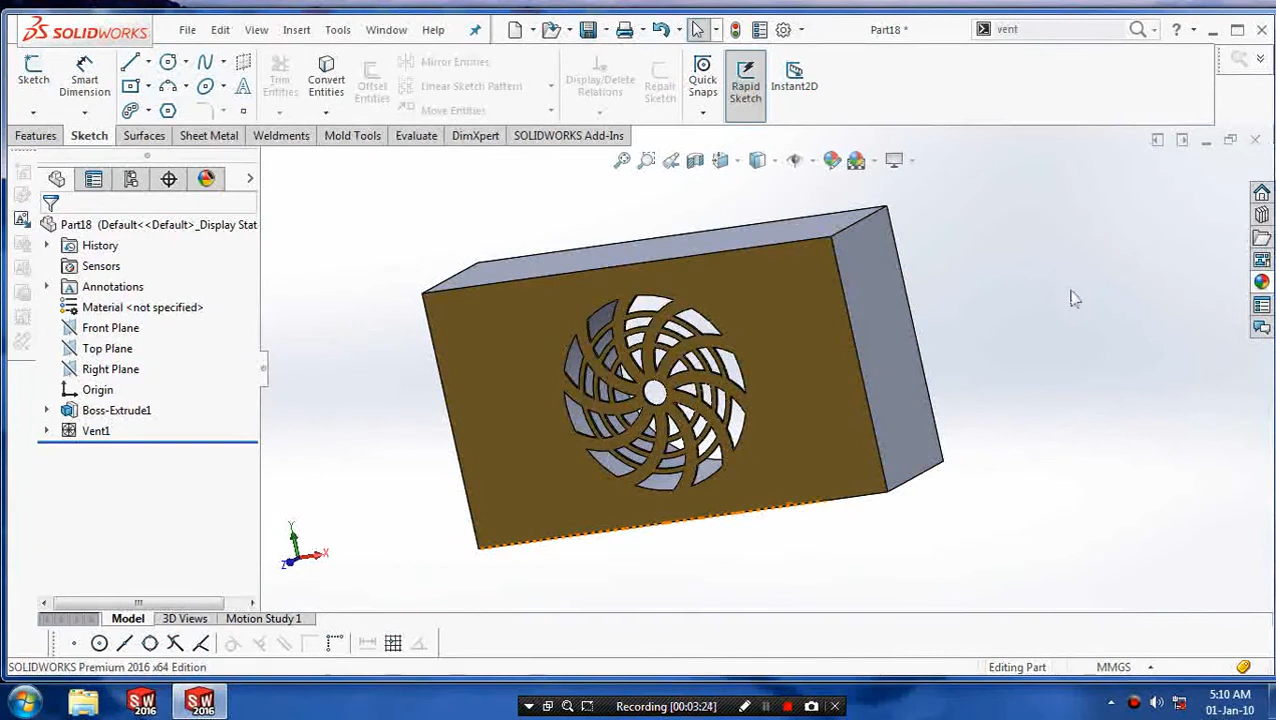 SOLIDWORKS File Edit View Insert Tools Window Help Part18 * vent
Sketch Smart Dimension Trim Entities Convert Entities Offset Entities Mirror Entities Linear Sketch Pattern Move Entities Display/Delete Relations Repair Sketch Quick Snaps Rapid Sketch Instant2D
Features Sketch Surfaces Sheet Metal Weldments Mold Tools Evaluate DimXpert SOLIDWORKS Add-Ins
Part18 (Default<<Default>_Display Stat
History
Sensors
Annotations
Material <not specified>
Front Plane
Top Plane
Right Plane
Origin
Boss-Extrude1
Vent1
Y
X
Z
Model 3D Views Motion Study 1
SOLIDWORKS Premium 2016 x64 Edition Editing Part MMGS
SW 2016 SW 2016 Recording [00:03:24] 5:10 AM
01-Jan-10